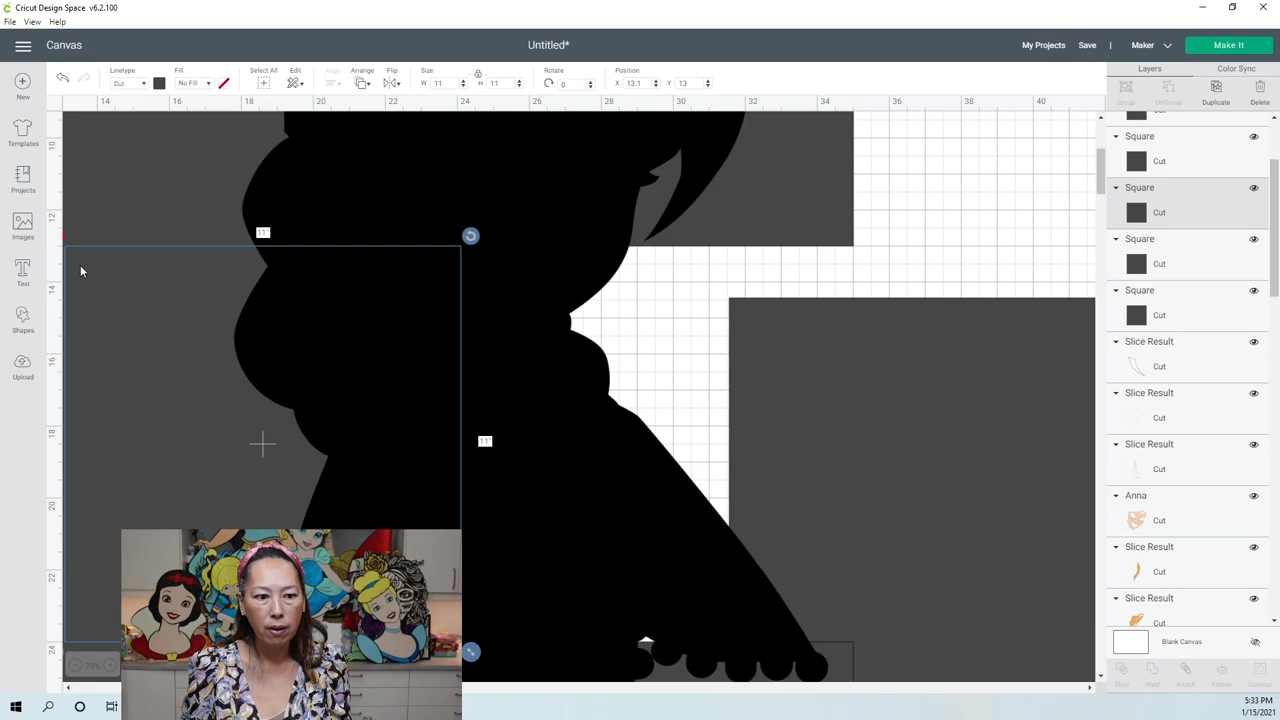 Cricut Design Space v6.2.100
File View Help
Canvas
Untitled*
My Projects Save | Maker Make It
Linetype Fill Select All Edit Align Arrange Flip Size Rotate Position
Cut No Fill W 11 H 11 0 X 13.1 Y 13
Layers Color Sync
Group UnGroup Duplicate Delete
New
Templates
Projects
Images
Text
Shapes
Upload
14 16 18 20 22 24 26 28 30 32 34 36 38 40
10
12
14
16
18
20
22
24
11"
11"
75%
Cut
Square
Cut
Square
Cut
Square
Cut
Square
Cut
Slice Result
Cut
Slice Result
Cut
Slice Result
Cut
Anna
Cut
Slice Result
Cut
Slice Result
Cut
Blank Canvas
Slice Weld Attach Flatten Contour
5:33 PM
1/15/2021